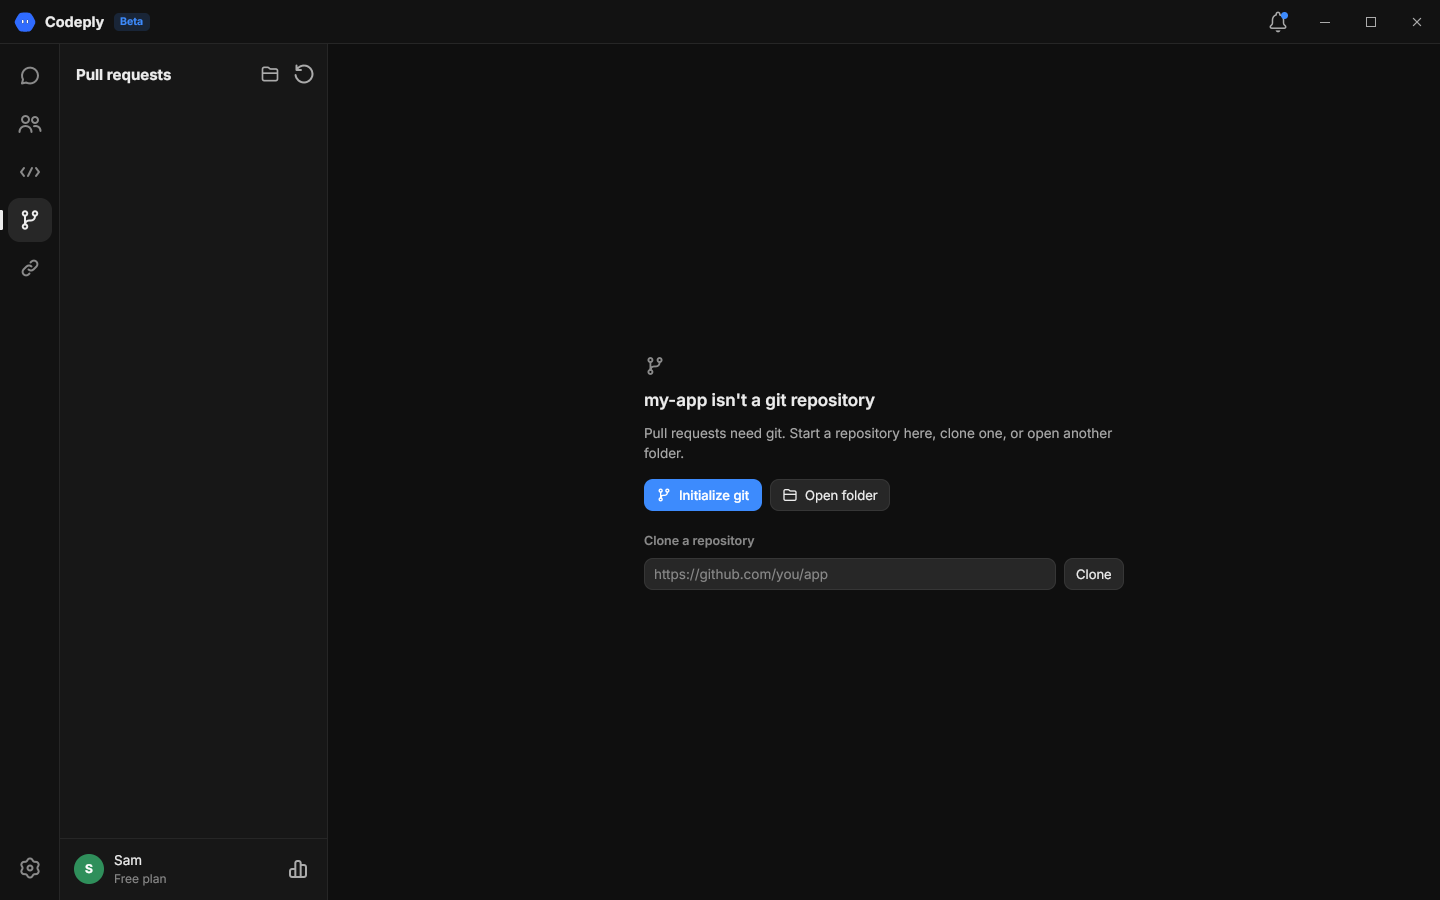 Codeply Beta
Pull requests
my-app isn't a git repository
Pull requests need git. Start a repository here, clone one, or open another
folder.
Initialize git
Open folder
Clone a repository
https://github.com/you/app
Clone
S
Sam
Free plan